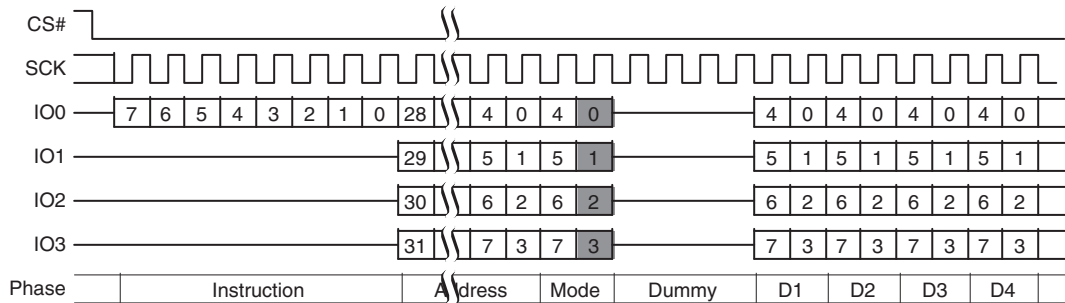 CS#
SCK
IO0 7 6 5 4 3 2 1 0 28 4 0 4 0 4 0 4 0 4 0 4 0
IO1 29 5 1 5 1 5 1 5 1 5 1 5 1
IO2 30 6 2 6 2 6 2 6 2 6 2 6 2
IO3 31 7 3 7 3 7 3 7 3 7 3 7 3
Phase Instruction Address Mode Dummy D1 D2 D3 D4